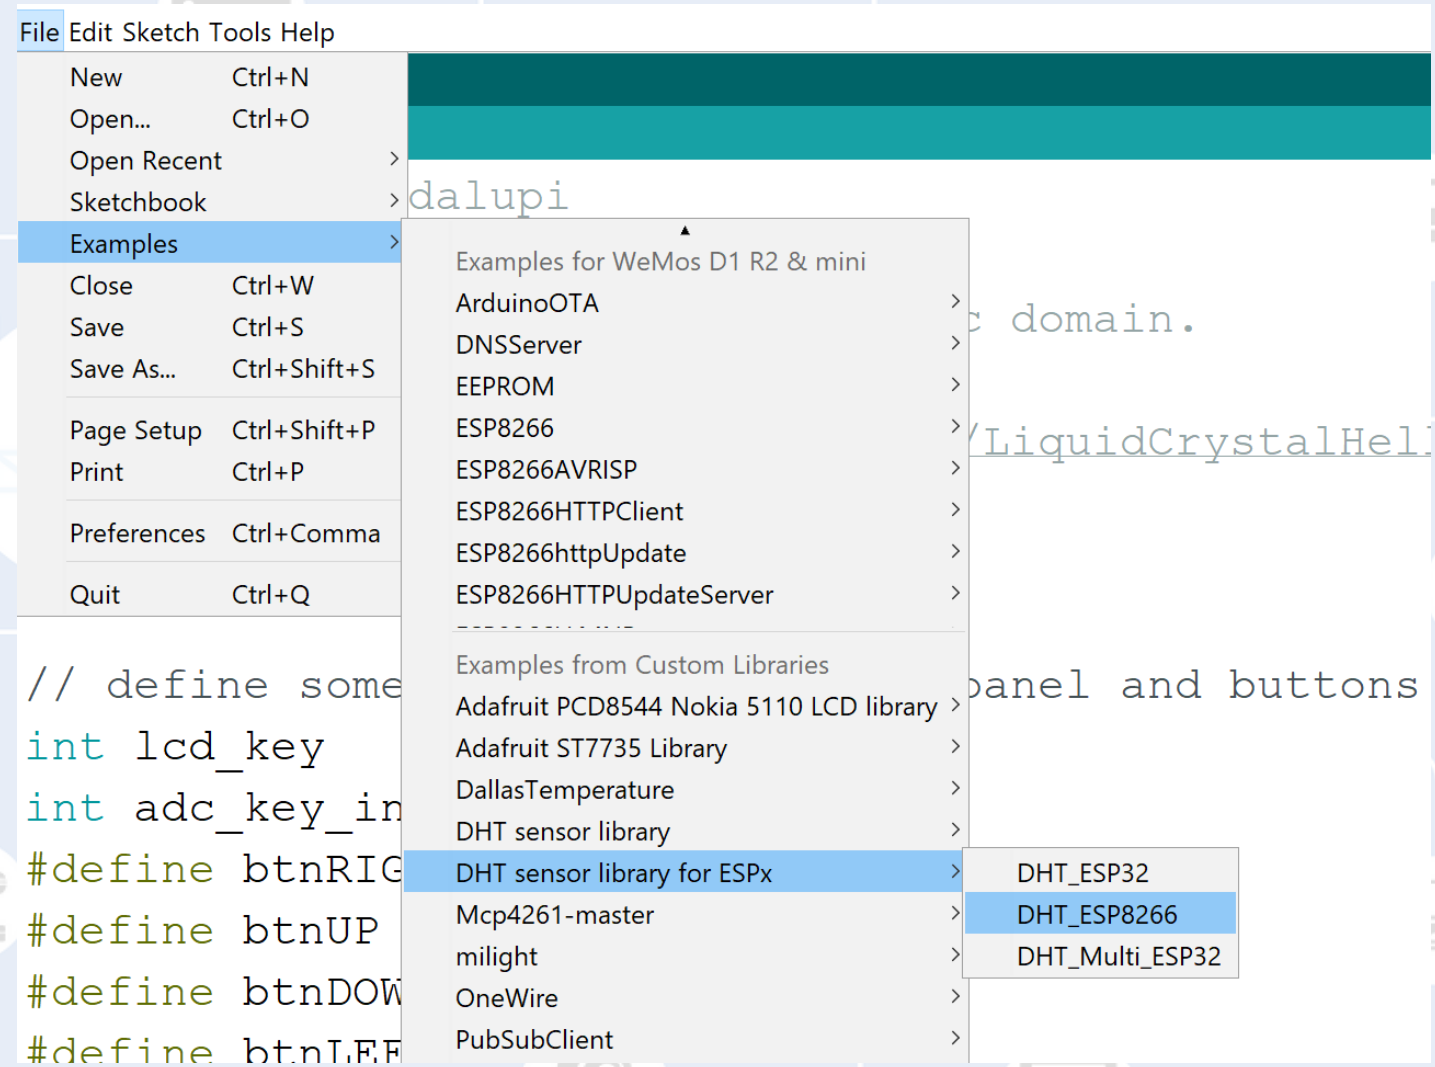 File Edit Sketch Tools Help
New Ctrl+N
Open... Ctrl+O
Open Recent
Sketchbook
Examples
Close Ctrl+W
Save Ctrl+S
Save As... Ctrl+Shift+S
Page Setup Ctrl+Shift+P
Print Ctrl+P
Preferences Ctrl+Comma
Quit Ctrl+Q
dalupi
c domain.
/LiquidCrystalHell
Examples for WeMos D1 R2 & mini
ArduinoOTA
DNSServer
EEPROM
ESP8266
ESP8266AVRISP
ESP8266HTTPClient
ESP8266httpUpdate
ESP8266HTTPUpdateServer
Examples from Custom Libraries
Adafruit PCD8544 Nokia 5110 LCD library
Adafruit ST7735 Library
DallasTemperature
DHT sensor library
DHT sensor library for ESPx
Mcp4261-master
milight
OneWire
PubSubClient
DHT_ESP32
DHT_ESP8266
DHT_Multi_ESP32
// define some panel and buttons
int lcd_key
int adc_key_in
#define btnRIG
#define btnUP
#define btnDOW
#define btnLEF